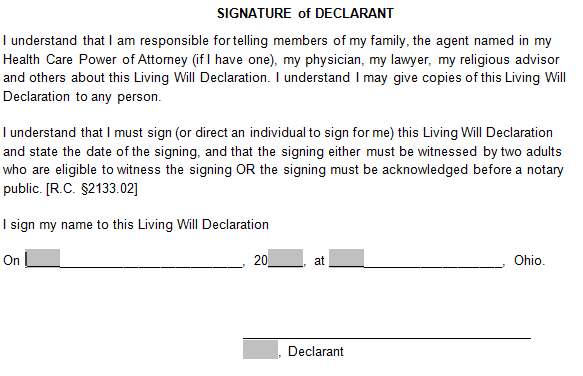 SIGNATURE of DECLARANT
I understand that I am responsible for telling members of my family, the agent named in my
Health Care Power of Attorney (if I have one), my physician, my lawyer, my religious advisor
and others about this Living Will Declaration. I understand I may give copies of this Living Will
Declaration to any person.
I understand that I must sign (or direct an individual to sign for me) this Living Will Declaration
and state the date of the signing, and that the signing either must be witnessed by two adults
who are eligible to witness the signing OR the signing must be acknowledged before a notary
public. [R.C. §2133.02]
I sign my name to this Living Will Declaration
On ______________________________, 20_____, at ______________________________, Ohio.
, Declarant